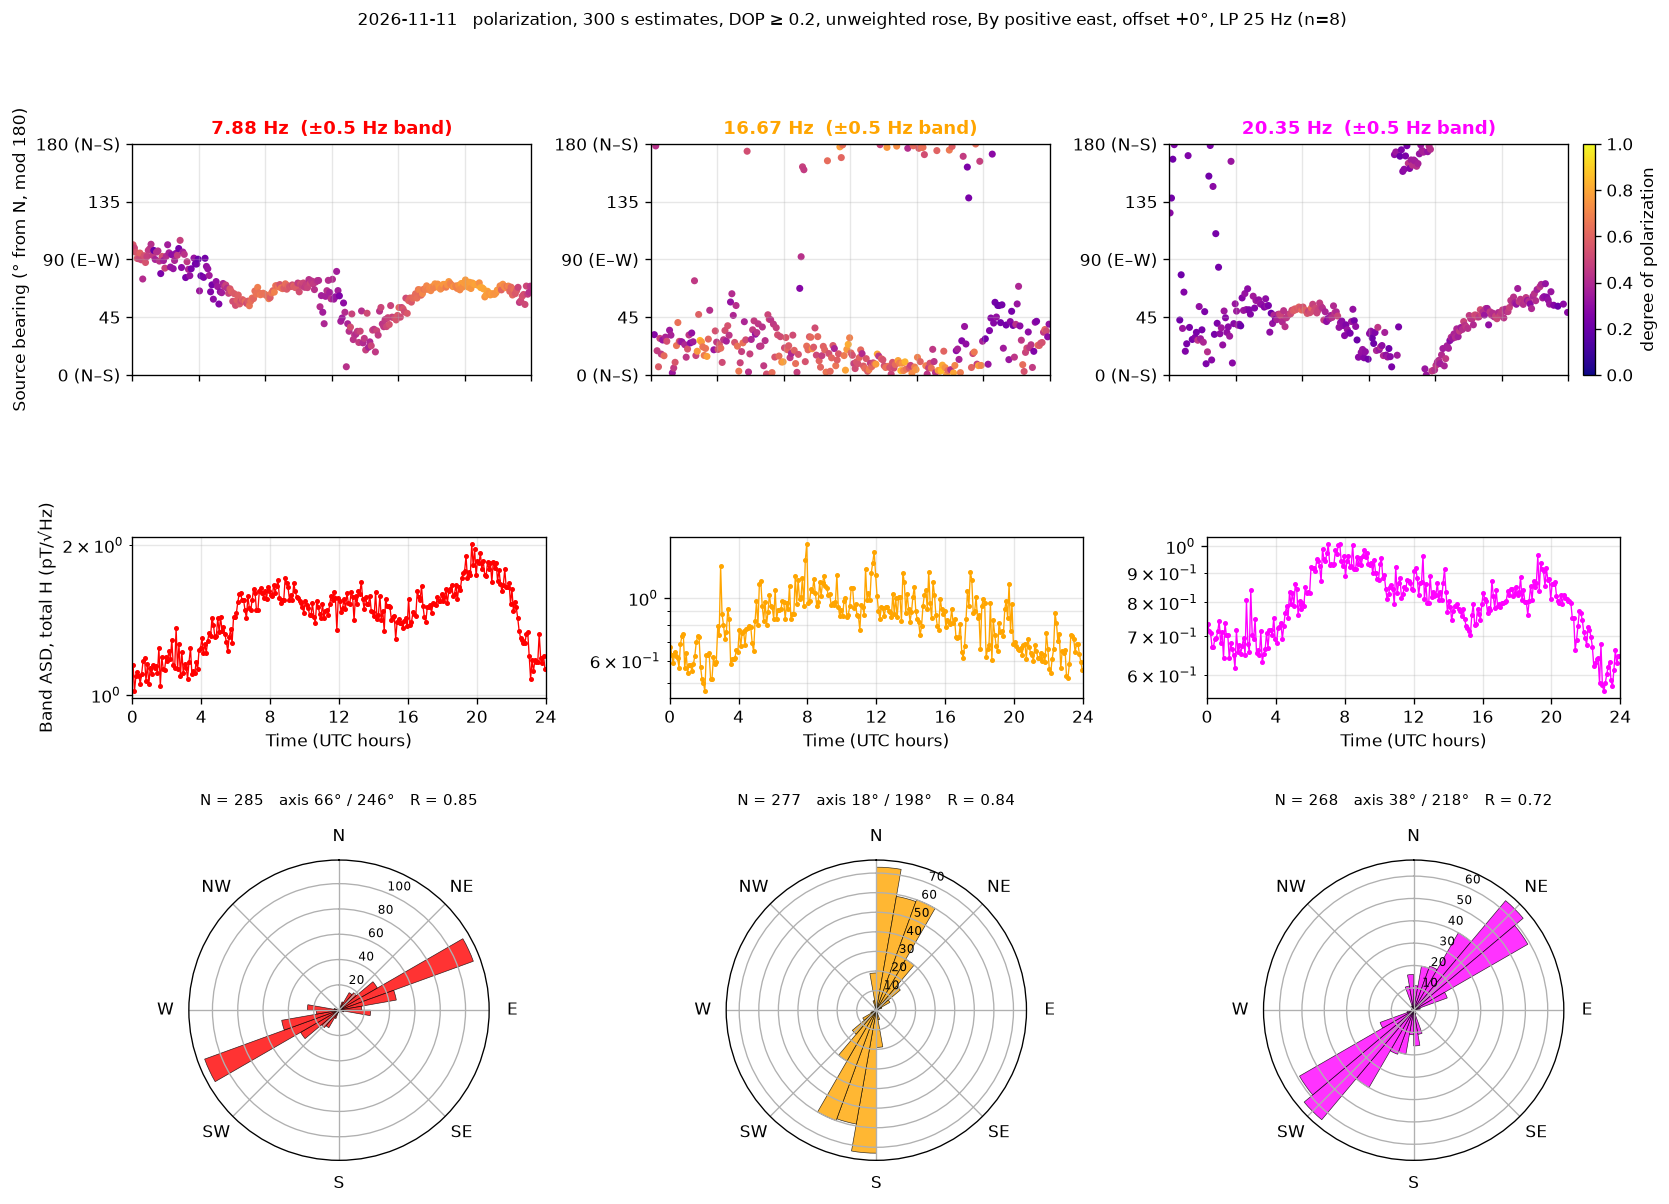 2026-11-11   polarization, 300 s estimates, DOP ≥ 0.2, unweighted rose, By positive east, offset +0°, LP 25 Hz (n=8)
7.88 Hz  (±0.5 Hz band)
16.67 Hz  (±0.5 Hz band)
20.35 Hz  (±0.5 Hz band)
Source bearing (° from N, mod 180)
180 (N–S)
135
90 (E–W)
45
0 (N–S)
180 (N–S)
135
90 (E–W)
45
0 (N–S)
180 (N–S)
135
90 (E–W)
45
0 (N–S)
1.0
0.8
0.6
0.4
0.2
0.0
degree of polarization
Band ASD, total H (pT/√Hz)
2 × 10⁰
10⁰
0 4 8 12 16 20 24
Time (UTC hours)
10⁰
6 × 10⁻¹
0 4 8 12 16 20 24
Time (UTC hours)
10⁰
9 × 10⁻¹
8 × 10⁻¹
7 × 10⁻¹
6 × 10⁻¹
0 4 8 12 16 20 24
Time (UTC hours)
N = 285   axis 66° / 246°   R = 0.85
N
NE
E
SE
S
SW
W
NW
100
80
60
40
20
N = 277   axis 18° / 198°   R = 0.84
N
NE
E
SE
S
SW
W
NW
70
60
50
40
30
20
10
N = 268   axis 38° / 218°   R = 0.72
N
NE
E
SE
S
SW
W
NW
60
50
40
30
20
10